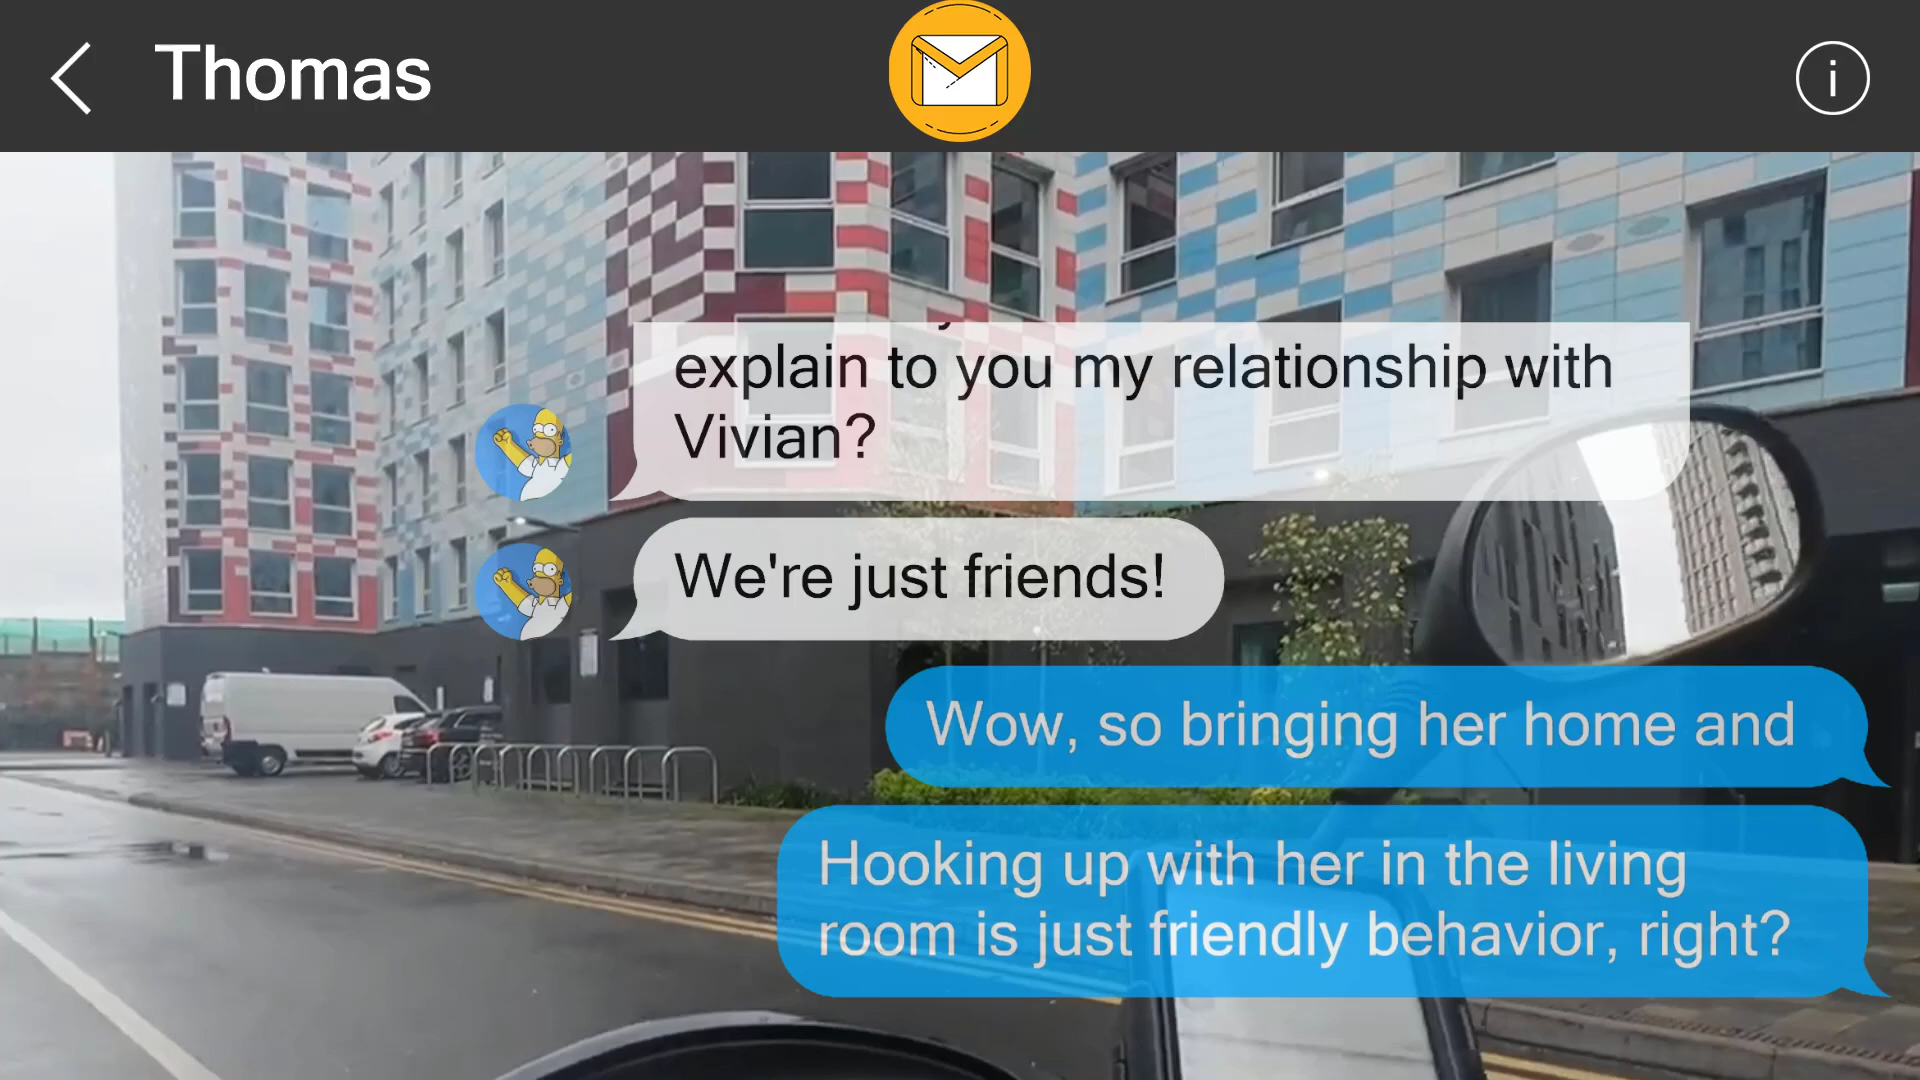 Thomas
explain to you my relationship with
Vivian?
We're just friends!
Wow, so bringing her home and
Hooking up with her in the living
room is just friendly behavior, right?